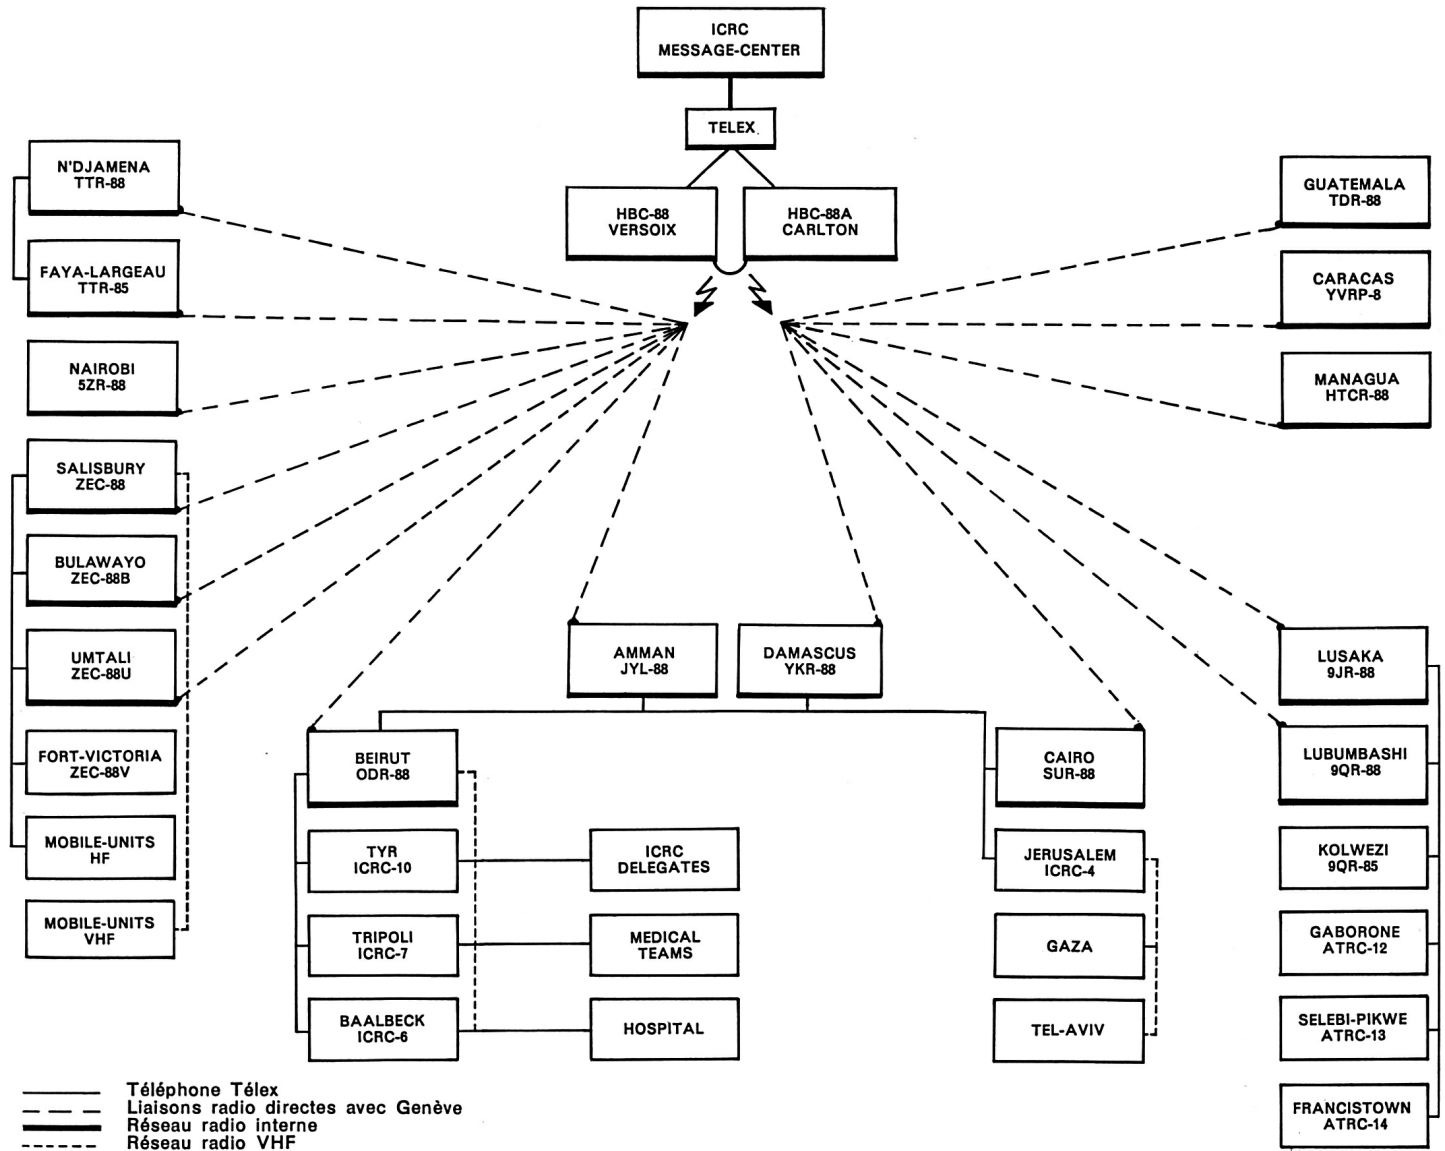 ICRC
MESSAGE-CENTER
TELEX
HBC-88
VERSOIX
HBC-88A
CARLTON
N'DJAMENA
TTR-88
FAYA-LARGEAU
TTR-85
NAIROBI
5ZR-88
SALISBURY
ZEC-88
BULAWAYO
ZEC-88B
UMTALI
ZEC-88U
FORT-VICTORIA
ZEC-88V
MOBILE-UNITS
HF
MOBILE-UNITS
VHF
AMMAN
JYL-88
DAMASCUS
YKR-88
BEIRUT
ODR-88
TYR
ICRC-10
TRIPOLI
ICRC-7
BAALBECK
ICRC-6
ICRC
DELEGATES
MEDICAL
TEAMS
HOSPITAL
CAIRO
SUR-88
JERUSALEM
ICRC-4
GAZA
TEL-AVIV
GUATEMALA
TDR-88
CARACAS
YVRP-8
MANAGUA
HTCR-88
LUSAKA
9JR-88
LUBUMBASHI
9QR-88
KOLWEZI
9QR-85
GABORONE
ATRC-12
SELEBI-PIKWE
ATRC-13
FRANCISTOWN
ATRC-14
Téléphone Télex
Liaisons radio directes avec Genève
Réseau radio interne
Réseau radio VHF